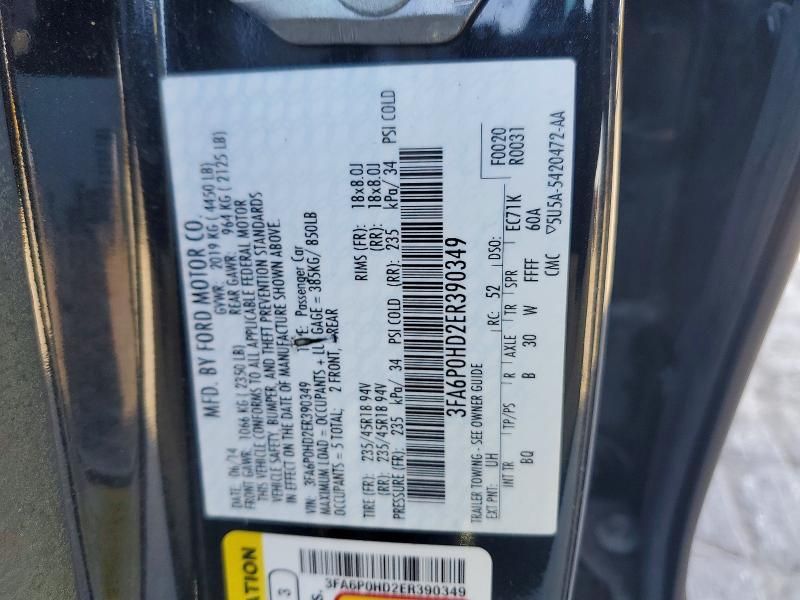 MFD. BY FORD MOTOR CO.
DATE: 06/14 GVWR: 2019 KG ( 4450 LB)
FRONT GAWR: 1066 KG ( 2350 LB) REAR GAWR: 964 KG ( 2125 LB)
THIS VEHICLE CONFORMS TO ALL APPLICABLE FEDERAL MOTOR
VEHICLE SAFETY, BUMPER, AND THEFT PREVENTION STANDARDS
IN EFFECT ON THE DATE OF MANUFACTURE SHOWN ABOVE.
VIN: 3FA6P0HD2ER390349 Passenger Car
MAXIMUM LOAD = OCCUPANTS + GAGE = 385KG/ 850LB
OCCUPANTS = 5 TOTAL; 2 FRONT, REAR
TIRE (FR): 235/45R18 94V RIMS (FR): 18x8.0J
(RR): 235/45R18 94V (RR): 18x8.0J
PRESSURE (FR): 235 kPa/ 34 PSI COLD (RR): 235 kPa/ 34 PSI COLD
3FA6P0HD2ER390349
TRAILER TOWING - SEE OWNER GUIDE
EXT PNT: UH RC: 52 DSO: F0020
R0031
INT TR TP/PS R AXLE TR SPR EC71K
BQ B 30 W FFFF 60A
CMC ▽5U5A-5420472-AA
3FA6P0HD2ER390349
3